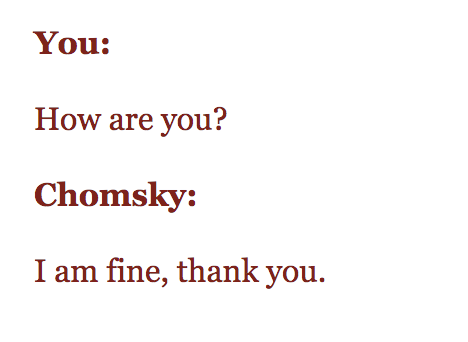 You:
How are you?
Chomsky:
I am fine, thank you.